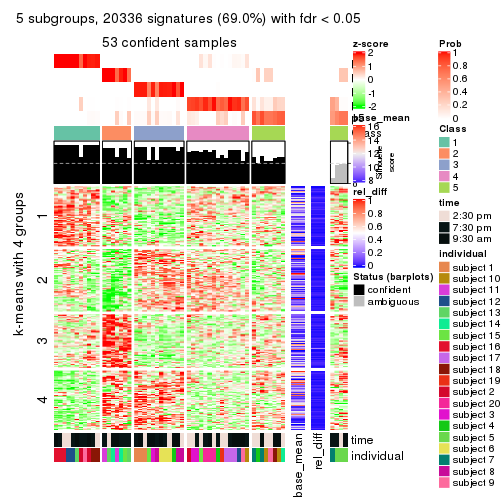 5 subgroups, 20336 signatures (69.0%) with fdr < 0.05
53 confident samples
k-means with 4 groups
1
2
3
4
p5
Class
time
individual
base_mean
rel_diff
Silhouette
score
z-score
2
1
0
-1
-2
base_mean
16
14
12
10
8
rel_diff
1
0.8
0.6
0.4
0.2
0
Status (barplots)
confident
ambiguous
Prob
1
0.8
0.6
0.4
0.2
0
Class
1
2
3
4
5
time
2:30 pm
7:30 pm
9:30 am
Individual
subject 1
subject 10
subject 11
subject 12
subject 13
subject 14
subject 15
subject 16
subject 17
subject 18
subject 19
subject 2
subject 20
subject 3
subject 4
subject 5
subject 6
subject 7
subject 8
subject 9